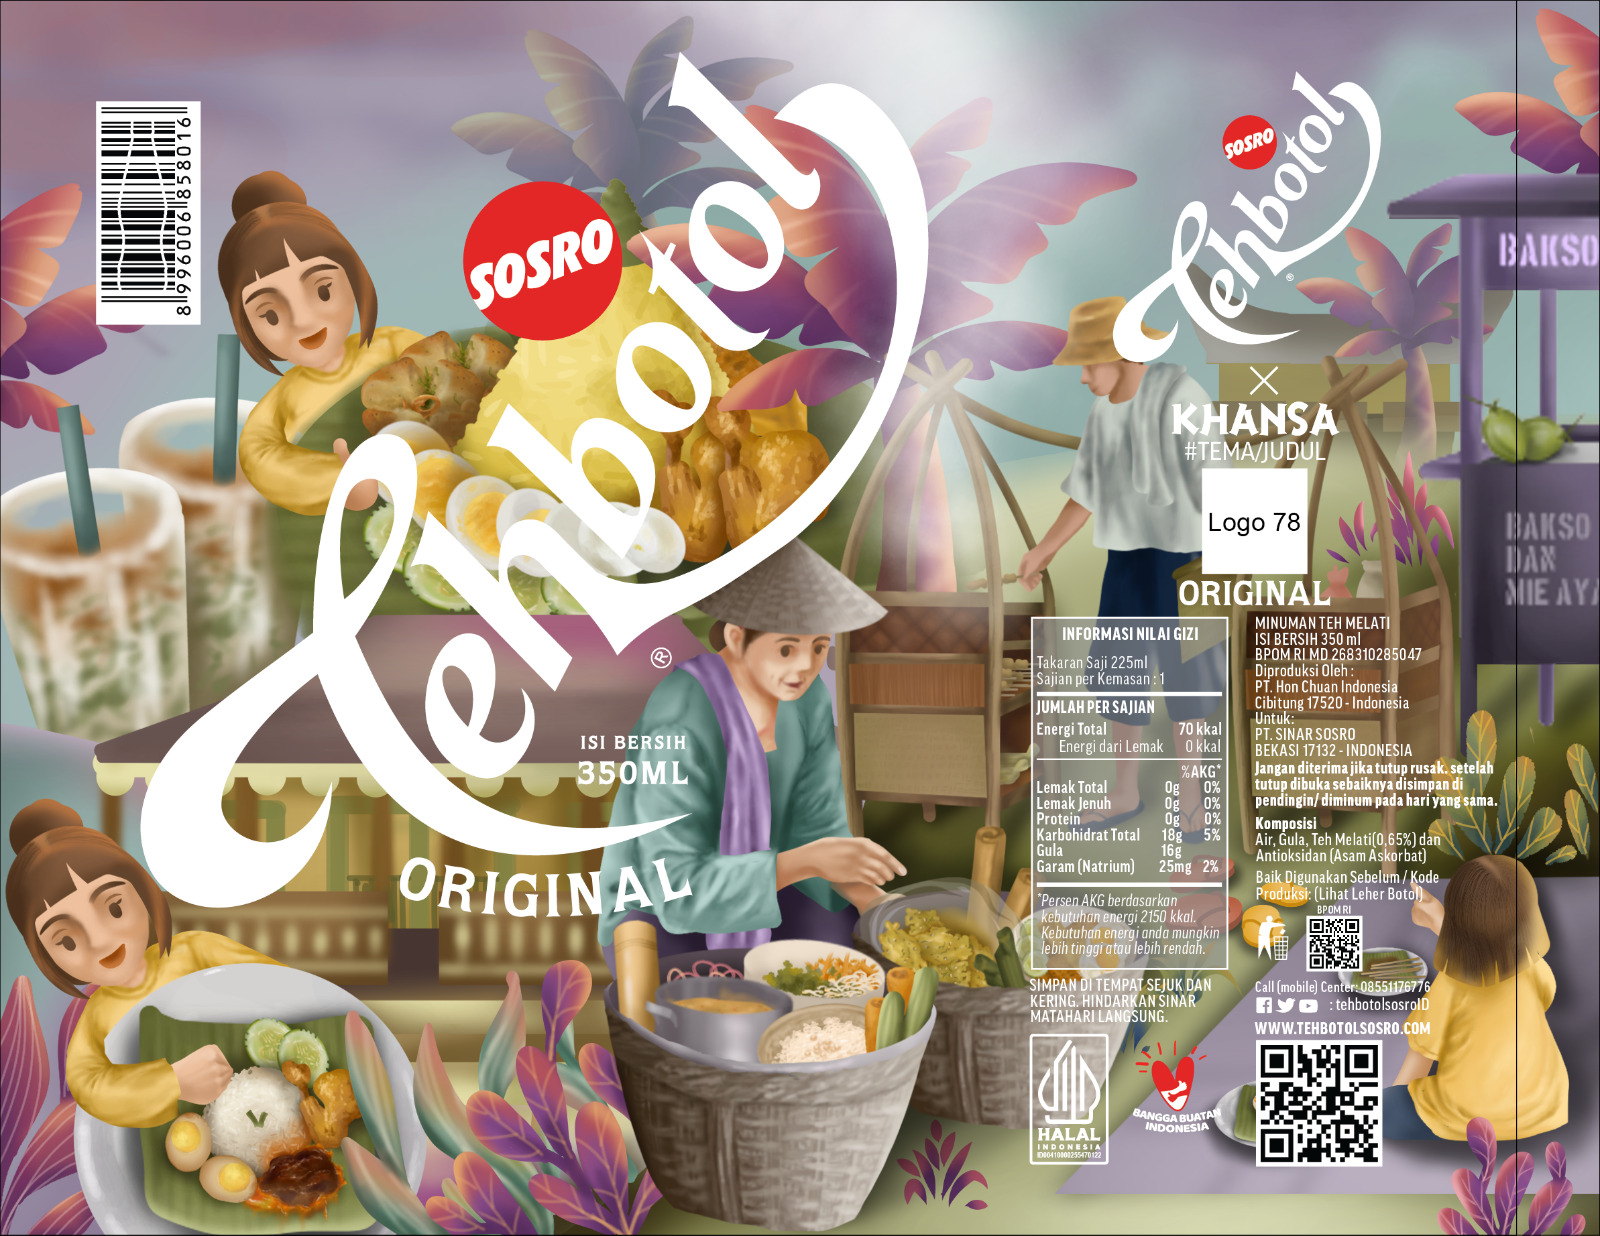 8996006858016
SOSRO
Tehbotol
®
ISI BERSIH
350ML
ORIGINAL
SOSRO
Tehbotol
®
×
KHANSA
#TEMA/JUDUL
Logo 78
ORIGINAL
BAKSO
BAKSO
DAN
MIE AYA
INFORMASI NILAI GIZI
Takaran Saji 225ml
Sajian per Kemasan : 1
JUMLAH PER SAJIAN
Energi Total 70 kkal
Energi dari Lemak 0 kkal
%AKG*
Lemak Total 0g 0%
Lemak Jenuh 0g 0%
Protein 0g 0%
Karbohidrat Total 18g 5%
Gula 16g
Garam (Natrium) 25mg 2%
*Persen AKG berdasarkan
kebutuhan energi 2150 kkal.
Kebutuhan energi anda mungkin
lebih tinggi atau lebih rendah.
SIMPAN DI TEMPAT SEJUK DAN
KERING. HINDARKAN SINAR
MATAHARI LANGSUNG.
HALAL
INDONESIA
ID00410000255470122
BANGGA BUATAN
INDONESIA
MINUMAN TEH MELATI
ISI BERSIH 350 ml
BPOM RI MD 268310285047
Diproduksi Oleh :
PT. Hon Chuan Indonesia
Cibitung 17520 - Indonesia
Untuk:
PT. SINAR SOSRO
BEKASI 17132 - INDONESIA
Jangan diterima jika tutup rusak. setelah
tutup dibuka sebaiknya disimpan di
pendingin/ diminum pada hari yang sama.
Komposisi
Air, Gula, Teh Melati(0,65%) dan
Antioksidan (Asam Askorbat)
Baik Digunakan Sebelum / Kode
Produksi: (Lihat Leher Botol)
BPOM RI
Call (mobile) Center: 08551176776
: tehbotolsosroID
WWW.TEHBOTOLSOSRO.COM